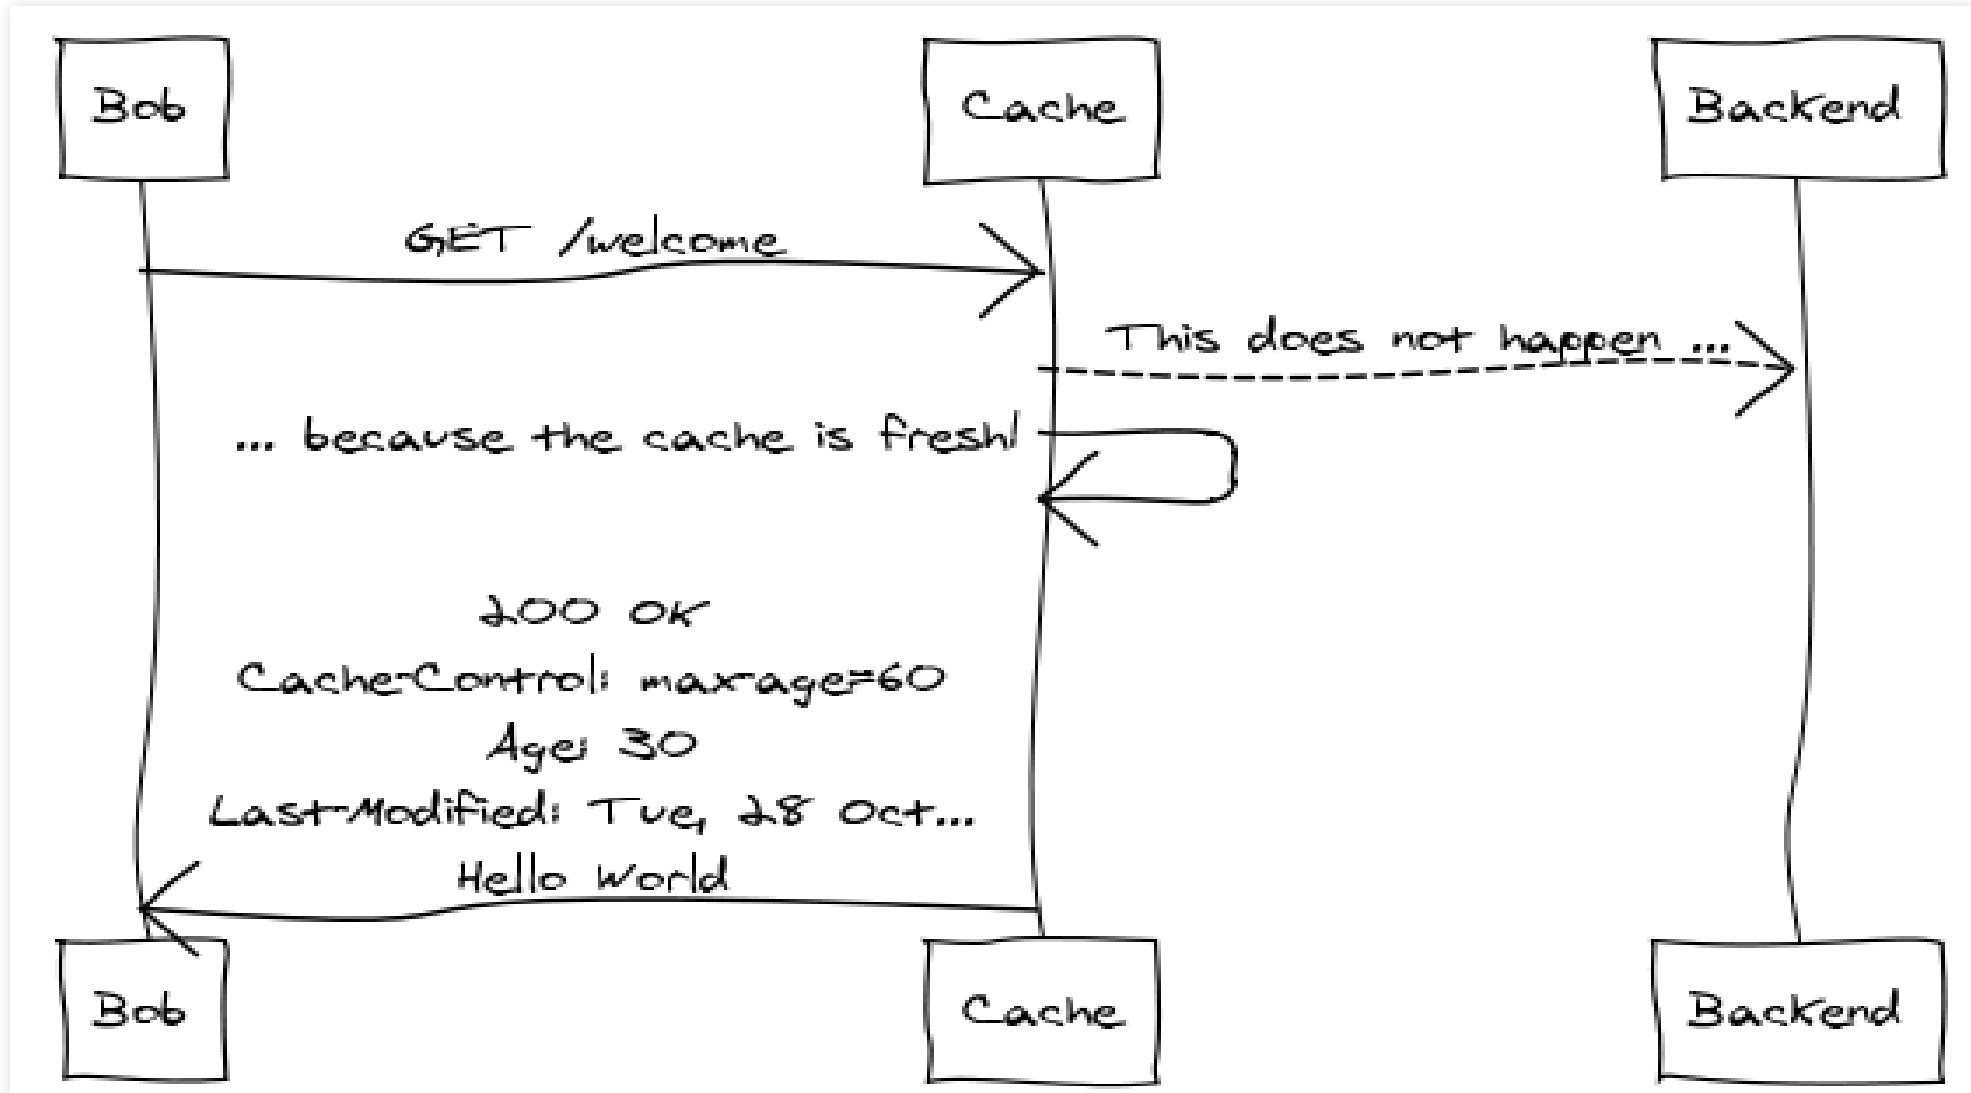 Bob
Cache
Backend
GET /welcome
This does not happen ...
... because the cache is fresh!
200 OK
Cache-Control: max-age=60
Age: 30
Last-Modified: Tue, 28 Oct...
Hello World
Bob
Cache
Backend